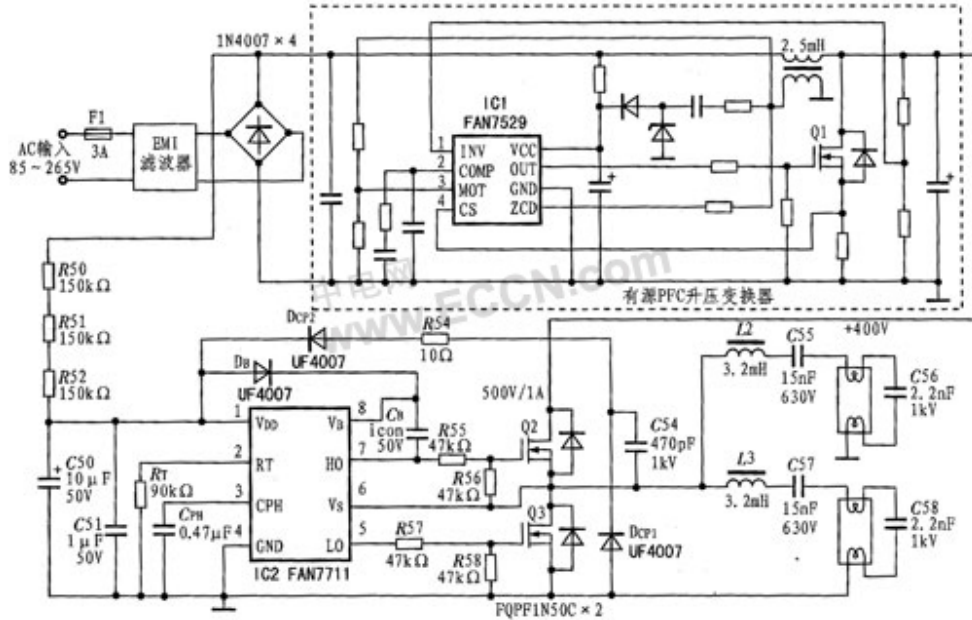 1N4007×4
2.5mH
IC1
FAN7529
F1
3A
EMI
滤波器
AC输入
85~265V
1
INV
VCC
2
COMP
OUT
3
MOT
GND
4
CS
ZCD
Q1
R50
150kΩ
R51
150kΩ
R52
150kΩ
中电网
www.ECCN.com
有源PFC升压变换器
+400V
DCP2
UF4007
R54
10Ω
DB
UF4007
500V/1A
L2
3.2mH
C55
15nF
630V
C56
2.2nF
1kV
1
VDD
VB
8
CB
icon
50V
2
RT
HO
7
R55
47kΩ
Q2
R56
47kΩ
C54
470pF
1kV
3
CPH
VS
6
4
GND
LO
5
R57
47kΩ
Q3
R58
47kΩ
DCP1
UF4007
L3
3.2mH
C57
15nF
630V
C58
2.2nF
1kV
C50
10μF
50V
C51
1μF
50V
RT
90kΩ
CPH
0.47μF
IC2 FAN7711
FQPF1N50C×2